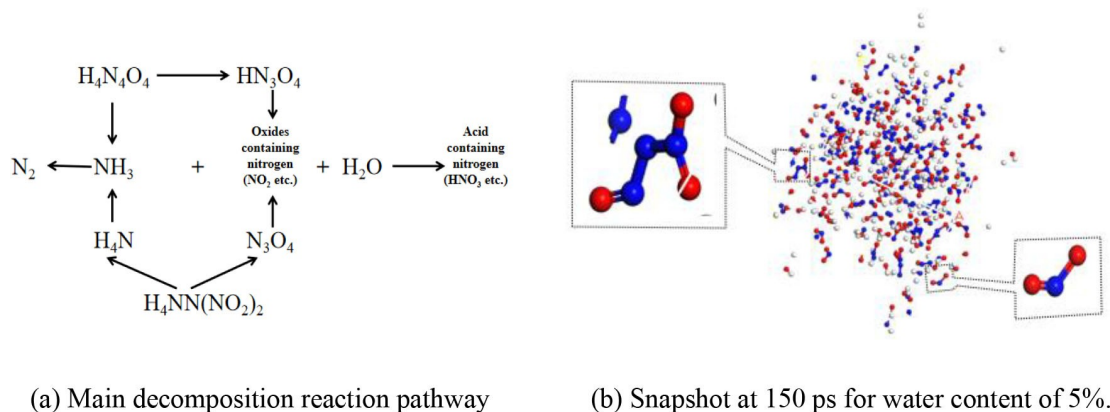 H₄N₄O₄ HN₃O₄
Oxides
containing
nitrogen
(NO₂ etc.)
Acid
containing
nitrogen
(HNO₃ etc.)
N₂ NH₃ + + H₂O
H₄N N₃O₄
H₄NN(NO₂)₂
(a) Main decomposition reaction pathway
(b) Snapshot at 150 ps for water content of 5%.